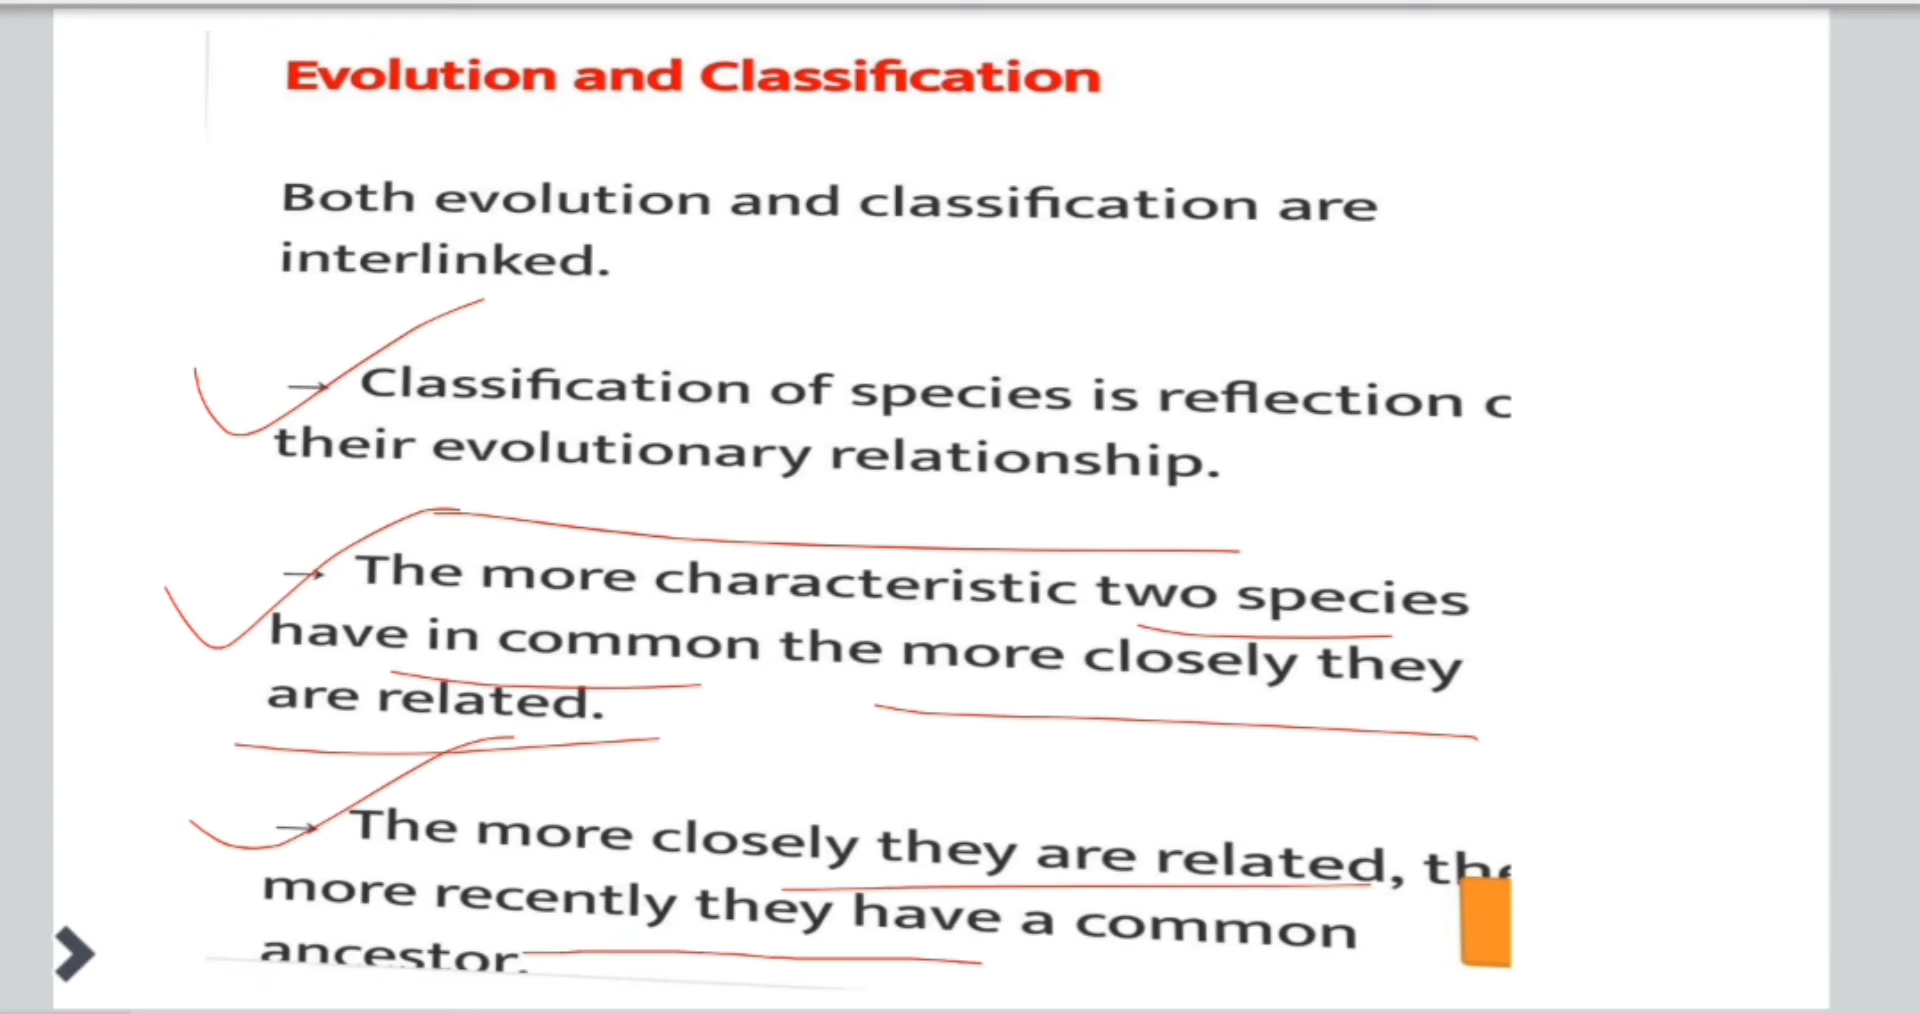 Evolution and Classification
Both evolution and classification are
interlinked.
→ Classification of species is reflection
their evolutionary relationship.
→ The more characteristic two species
have in common the more closely they
are related.
→ The more closely they are related, the
more recently they have a common
ancestor.